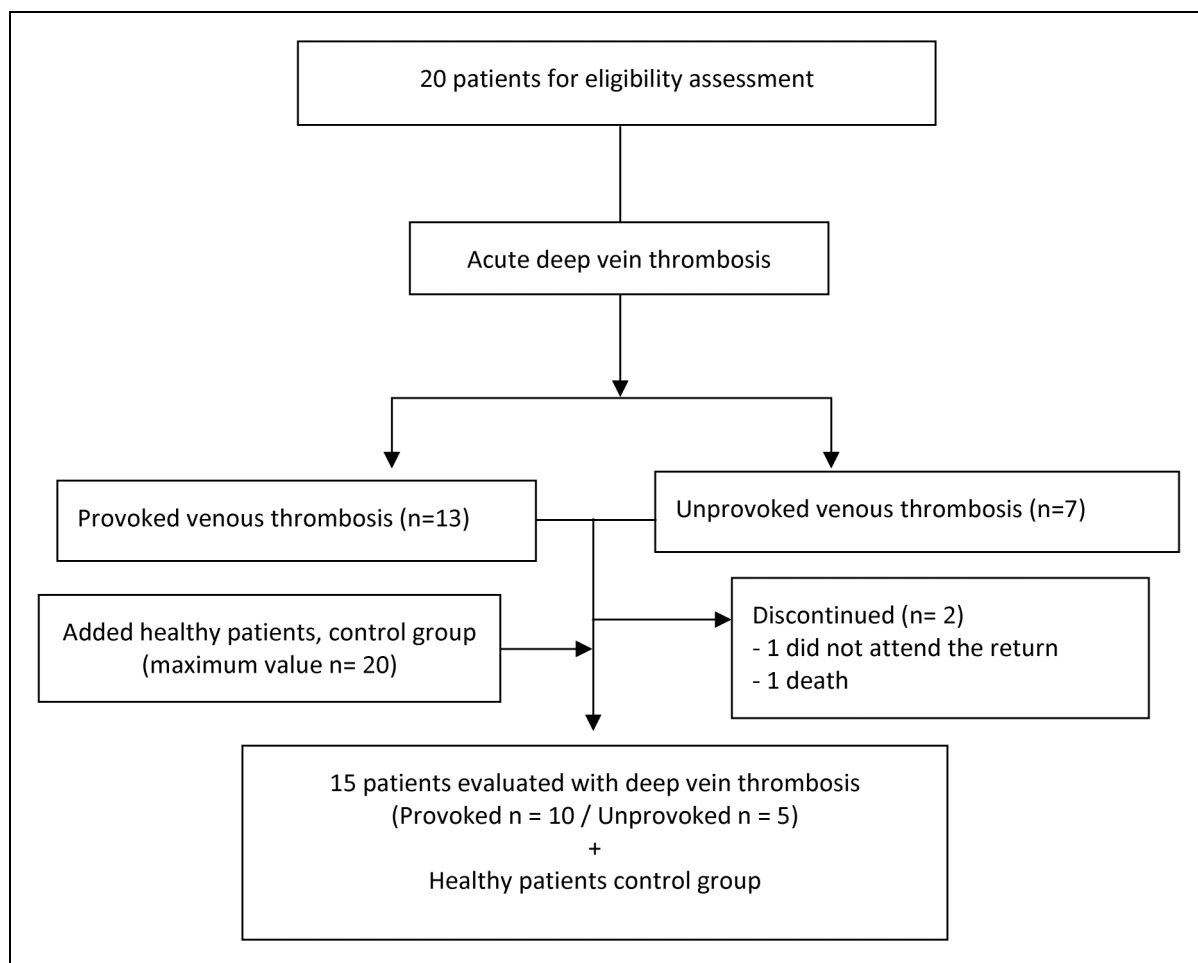 20 patients for eligibility assessment
Acute deep vein thrombosis
Provoked venous thrombosis (n=13)
Unprovoked venous thrombosis (n=7)
Added healthy patients, control group
(maximum value n= 20)
Discontinued (n= 2)
- 1 did not attend the return
- 1 death
15 patients evaluated with deep vein thrombosis
(Provoked n = 10 / Unprovoked n = 5)
+
Healthy patients control group